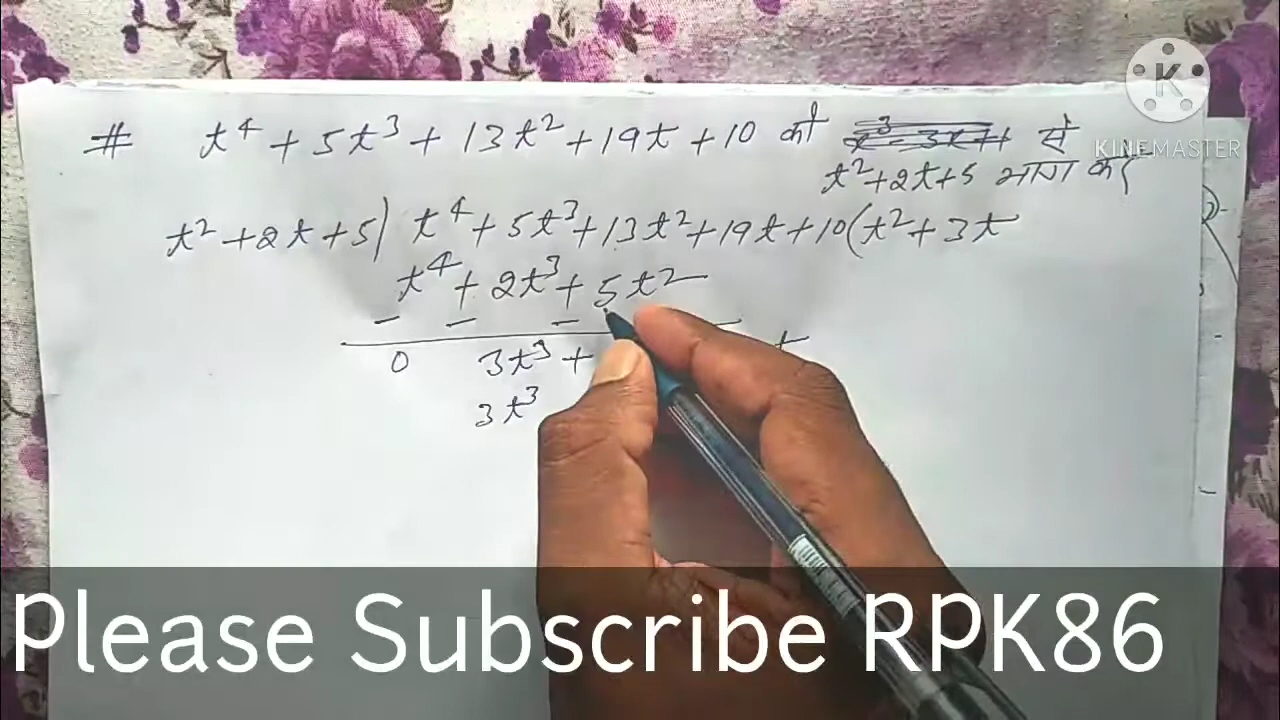 # t⁴ + 5t³ + 13t² + 19t + 10 को से
t² + 2t + 5 भाग करें
t² + 2t + 5) t⁴ + 5t³ + 13t² + 19t + 10 (t² + 3t
t⁴ + 2t³ + 5t²
− − −
0 3t³ +
3t³
K
KINEMASTER
Please Subscribe RPK86